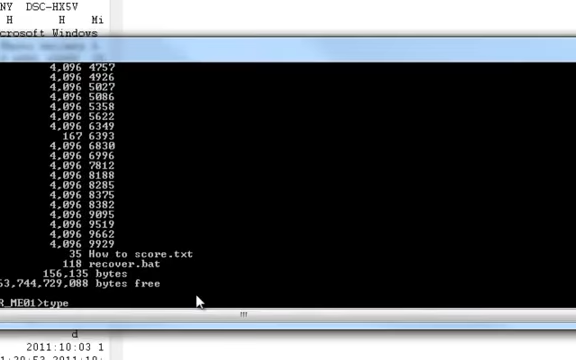 NY DSC-HX5V
H H Mi
crosoft Windows
4,096 4757
4,096 4926
4,096 5027
4,096 5086
4,096 5358
4,096 5622
4,096 6349
167 6393
4,096 6830
4,096 6996
4,096 7812
4,096 8188
4,096 8285
4,096 8375
4,096 8382
4,096 9095
4,096 9519
4,096 9662
4,096 9929
35 How to score.txt
118 recover.bat
156,135 bytes
53,744,729,088 bytes free
R_ME01>type
d
2011:10:03 1